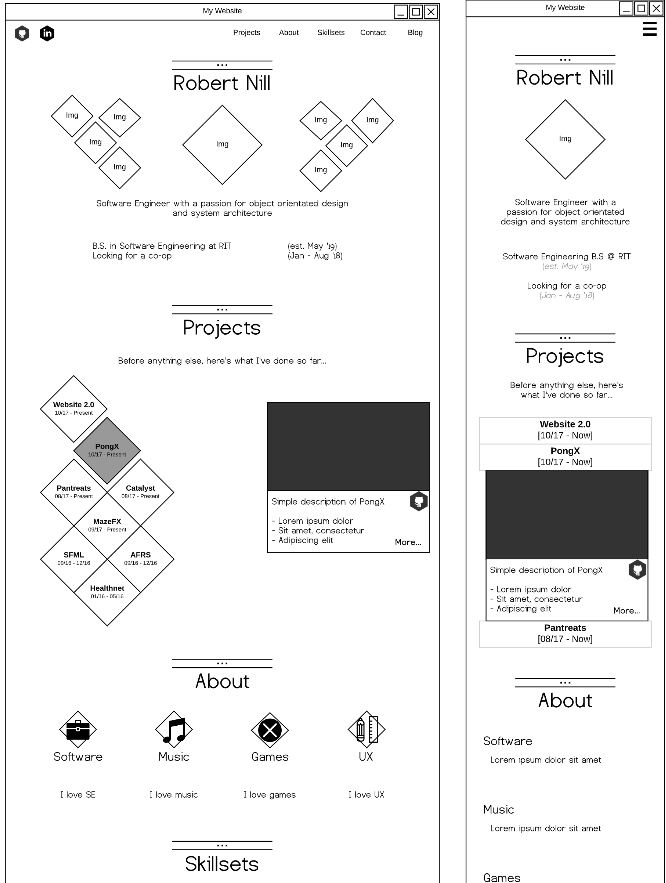 My Website
in
Projects About Skillsets Contact Blog
...
Robert Nill
Img Img Img Img
Img
Img Img Img Img
Software Engineer with a passion for object orientated design
and system architecture
B.S. in Software Engineering at RIT (est. May '19)
Looking for a co-op (Jan - Aug '18)
...
Projects
Before anything else, here's what I've done so far...
Website 2.0
10/17 - Present
PongX
10/17 - Present
Pantreats
08/17 - Present
Catalyst
08/17 - Present
MazeFX
09/17 - Present
SFML
09/16 - 12/16
AFRS
09/16 - 12/16
Healthnet
01/16 - 05/16
Simple description of PongX
- Lorem ipsum dolor
- Sit amet, consectetur
- Adipiscing elit
More...
...
About
Software Music Games UX
I love SE I love music I love games I love UX
...
Skillsets
My Website
...
Robert Nill
Img
Software Engineer with a
passion for object orientated
design and system architecture
Software Engineering B.S @ RIT
(est. May '19)
Looking for a co-op
(Jan - Aug '18)
...
Projects
Before anything else, here's
what I've done so far...
Website 2.0
[10/17 - Now]
PongX
[10/17 - Now]
Simple description of PongX
- Lorem ipsum dolor
- Sit amet, consectetur
- Adipiscing elit
More...
Pantreats
[08/17 - Now]
...
About
Software
Lorem ipsum dolor sit amet
Music
Lorem ipsum dolor sit amet
Games